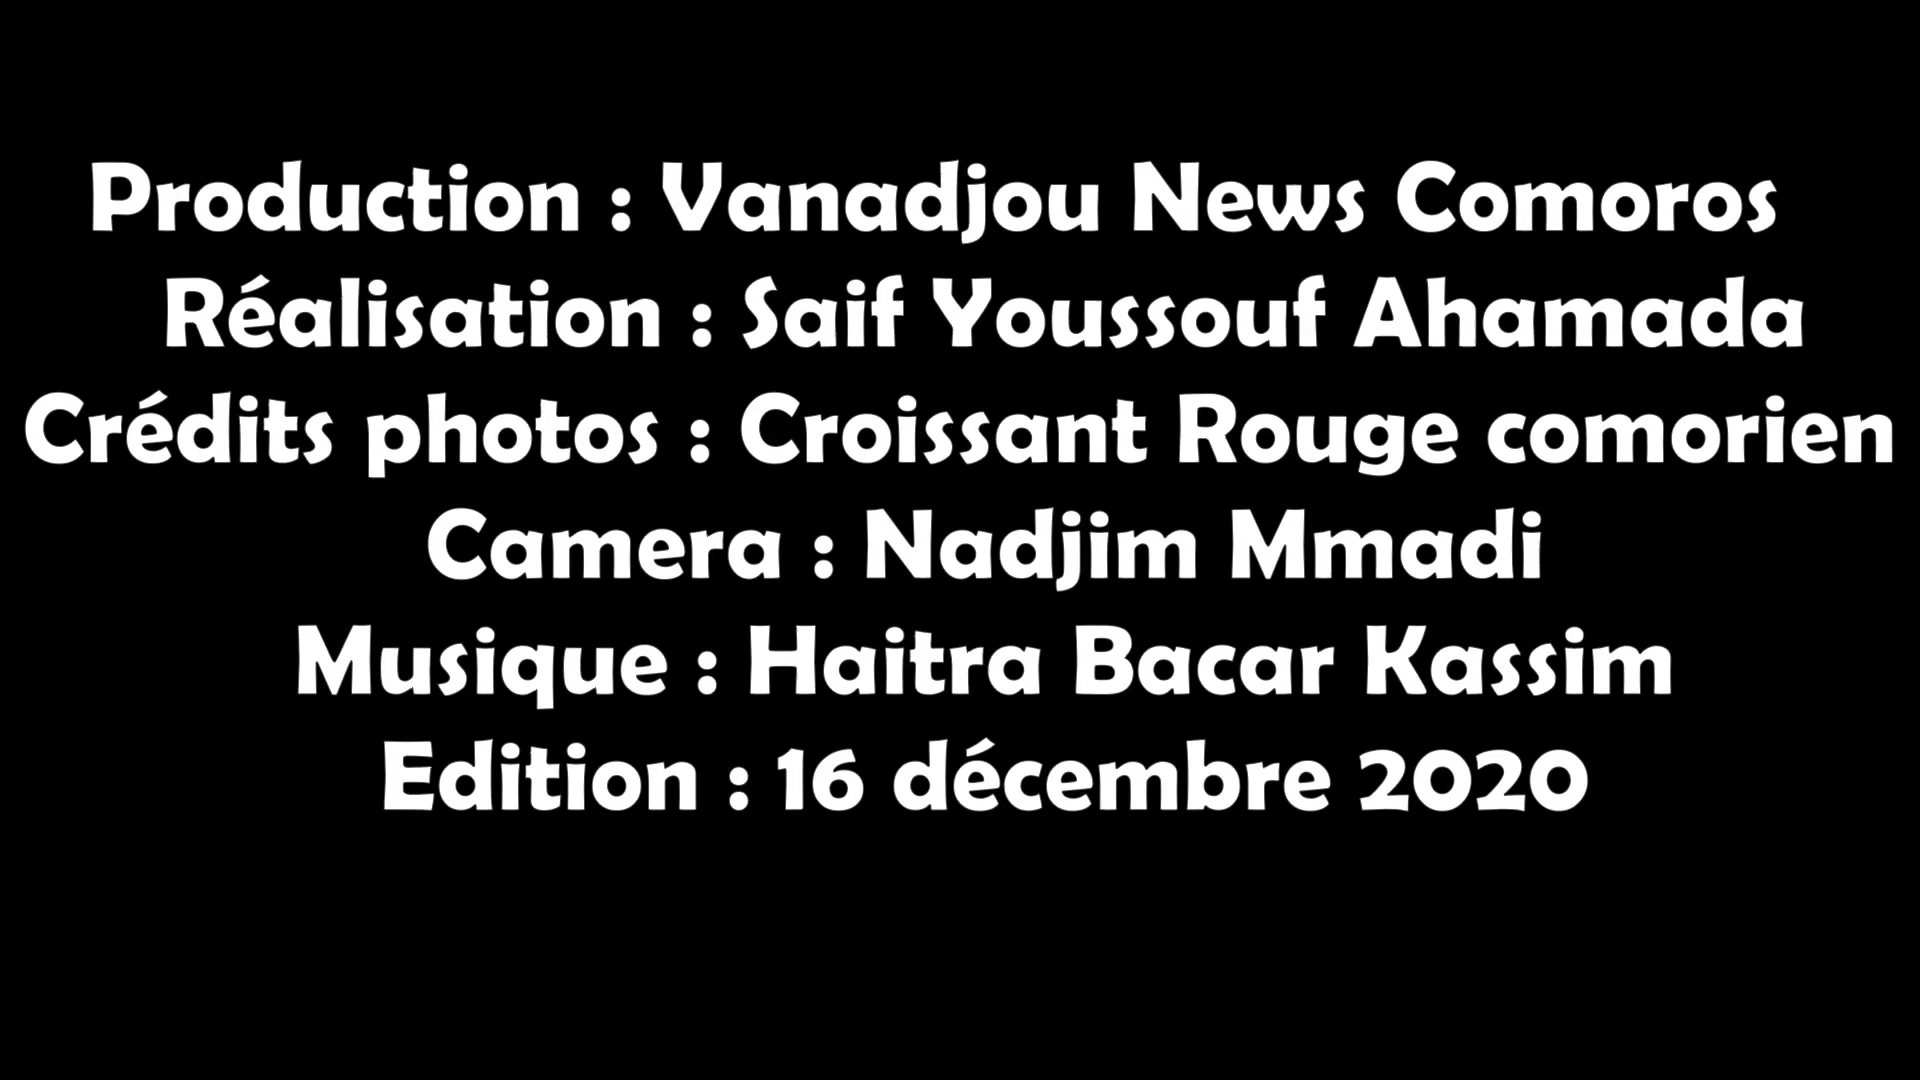 Production : Vanadjou News Comoros
Réalisation : Saif Youssouf Ahamada
Crédits photos : Croissant Rouge comorien
Camera : Nadjim Mmadi
Musique : Haitra Bacar Kassim
Edition : 16 décembre 2020